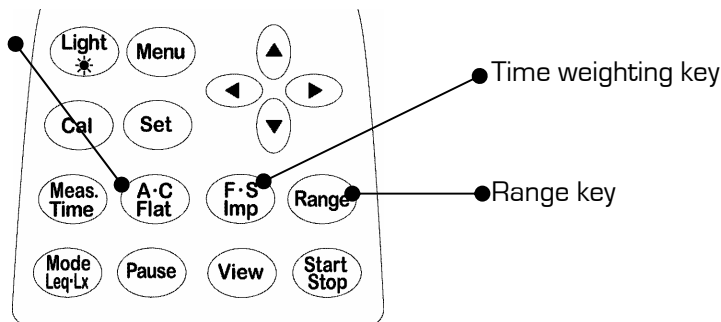 Light
Menu
Cal
Set
Time weighting key
Meas.
Time
A·C
Flat
F·S
Imp
Range
Range key
Mode
Leq·Lx
Pause
View
Start
Stop